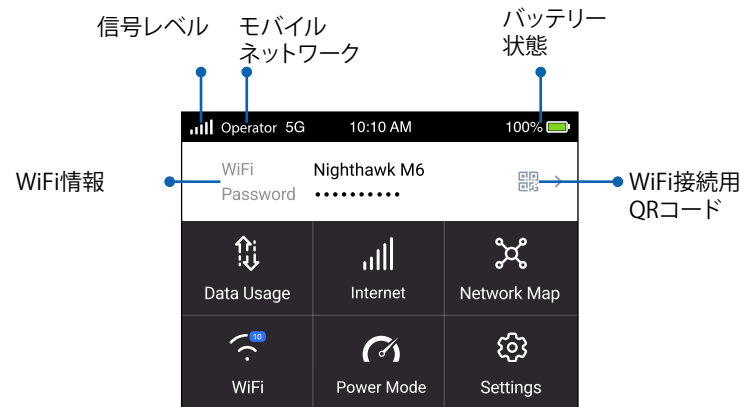 信号レベル
モバイル
ネットワーク
バッテリー
状態
Operator 5G 10:10 AM 100%
WiFi情報
WiFi Nighthawk M6
Password ••••••••••
WiFi接続用
QRコード
Data Usage Internet Network Map
10
WiFi Power Mode Settings